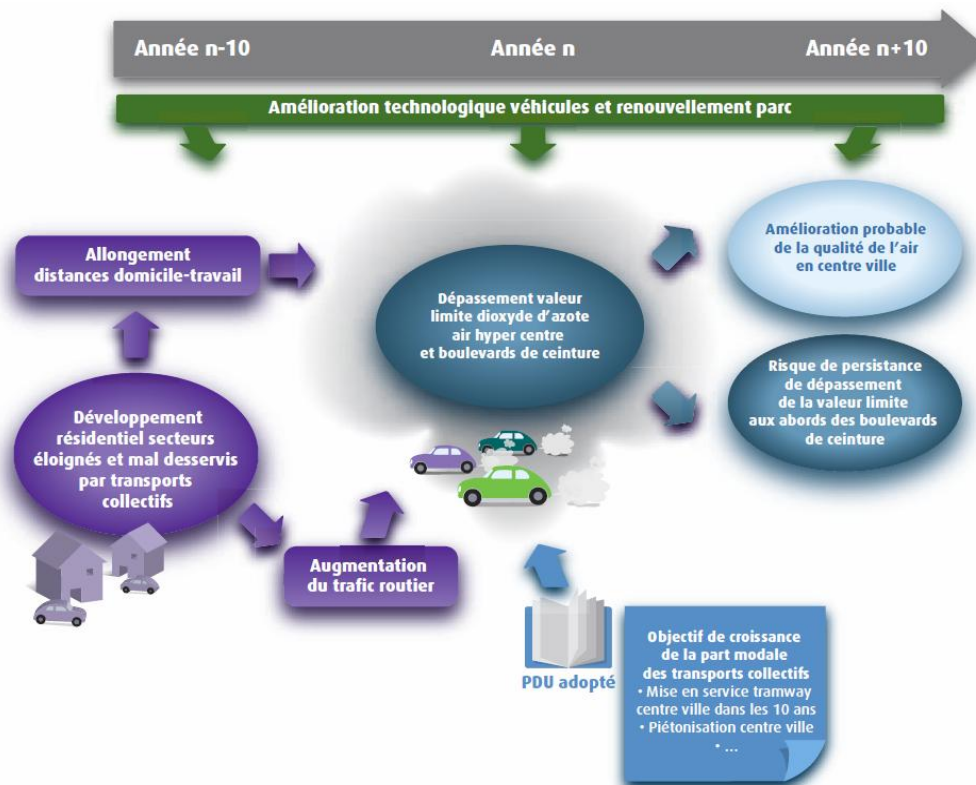 Année n-10
Année n
Année n+10
Amélioration technologique véhicules et renouvellement parc
Allongement
distances domicile-travail
Développement
résidentiel secteurs
éloignés et mal desservis
par transports
collectifs
Augmentation
du trafic routier
Dépassement valeur
limite dioxyde d’azote
air hyper centre
et boulevards de ceinture
Amélioration probable
de la qualité de l’air
en centre ville
Risque de persistance
de dépassement
de la valeur limite
aux abords des boulevards
de ceinture
PDU adopté
Objectif de croissance
de la part modale
des transports collectifs
• Mise en service tramway
centre ville dans les 10 ans
• Piétonisation centre ville
• ...